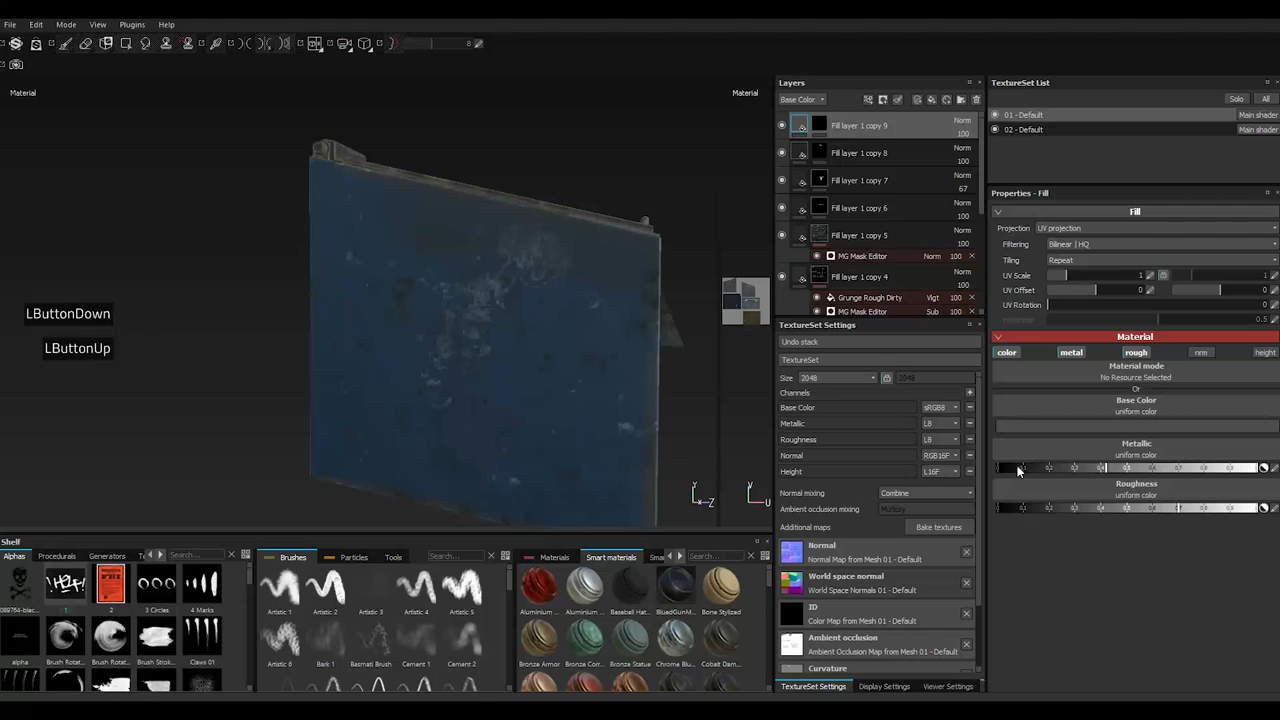 File Edit Mode View Plugins Help
8
Material
Material
LButtonDown
LButtonUp
Y
Z
V
U
Layers
Base Color
Fill layer 1 copy 9
Norm
100
Fill layer 1 copy 8
Norm
100
Fill layer 1 copy 7
Norm
67
Fill layer 1 copy 6
Norm
100
Fill layer 1 copy 5
Norm
100
MG Mask Editor Norm 100
Fill layer 1 copy 4
Norm
100
Grunge Rough Dirty Vigt 100
MG Mask Editor Sub 100
TextureSet Settings
Undo stack
TextureSet
Size 2048 2048
Channels
Base Color sRGB8
Metallic L8
Roughness L8
Normal RGB16F
Height L16F
Normal mixing Combine
Ambient occlusion mixing Multiply
Additional maps Bake textures
Normal
Normal Map from Mesh 01 - Default
World space normal
World Space Normals 01 - Default
ID
Color Map from Mesh 01 - Default
Ambient occlusion
Ambient Occlusion Map from Mesh 01 - Default
Curvature
TextureSet Settings Display Settings Viewer Settings
TextureSet List
Solo All
01 - Default Main shader
02 - Default Main shader
Properties - Fill
Fill
Projection UV projection
Filtering Bilinear | HQ
Tiling Repeat
UV Scale 1 1
UV Offset 0 0
UV Rotation 0
0.5
Material
color metal rough nrm height
Material mode
No Resource Selected
Or
Base Color
uniform color
Metallic
uniform color
Roughness
uniform color
Shelf
Alphas Procedurals Generators Search...
089764-blac... 1 2 3 Circles 4 Marks
alpha Brush Rotat... Brush Rotat... Brush Strok... Claws 01
Brushes Particles Tools Search...
Artistic 1 Artistic 2 Artistic 3 Artistic 4 Artistic 5
Artistic 6 Bark 1 Basmati Brush Cement 1 Cement 2
Materials Smart materials Search...
Aluminium ... Aluminium ... Baseball Hat... BluedGunM... Bone Stylized
Bronze Armor Bronze Corr... Bronze Statue Chrome Blu... Cobalt Dam...